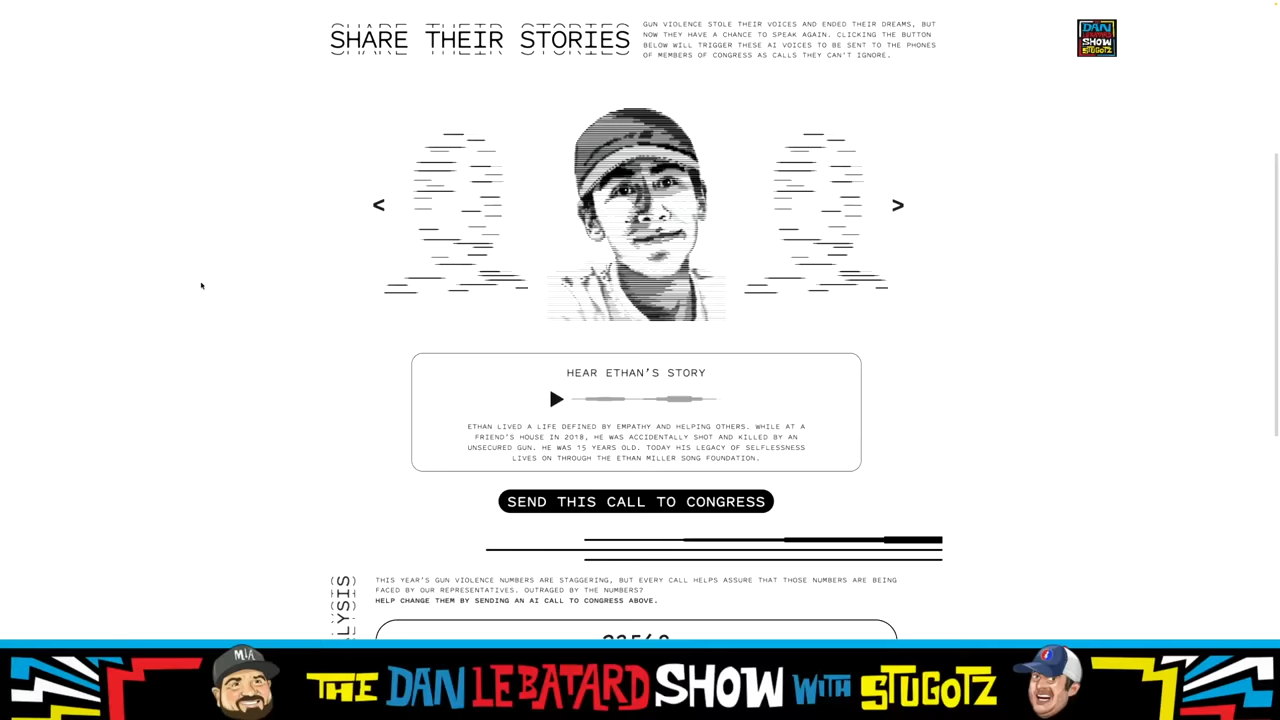 SHARE THEIR STORIES
GUN VIOLENCE STOLE THEIR VOICES AND ENDED THEIR DREAMS, BUT
NOW THEY HAVE A CHANCE TO SPEAK AGAIN. CLICKING THE BUTTON
BELOW WILL TRIGGER THESE AI VOICES TO BE SENT TO THE PHONES
OF MEMBERS OF CONGRESS AS CALLS THEY CAN'T IGNORE.
DAN
LEBATARD
SHOW
STUGOTZ
< >
HEAR ETHAN'S STORY
ETHAN LIVED A LIFE DEFINED BY EMPATHY AND HELPING OTHERS. WHILE AT A
FRIEND'S HOUSE IN 2018, HE WAS ACCIDENTALLY SHOT AND KILLED BY AN
UNSECURED GUN. HE WAS 15 YEARS OLD. TODAY HIS LEGACY OF SELFLESSNESS
LIVES ON THROUGH THE ETHAN MILLER SONG FOUNDATION.
SEND THIS CALL TO CONGRESS
LYSIS
THIS YEAR'S GUN VIOLENCE NUMBERS ARE STAGGERING, BUT EVERY CALL HELPS ASSURE THAT THOSE NUMBERS ARE BEING
FACED BY OUR REPRESENTATIVES. OUTRAGED BY THE NUMBERS?
HELP CHANGE THEM BY SENDING AN AI CALL TO CONGRESS ABOVE.
MIA
THE DAN LEBATARD SHOW WITH STUGOTZ